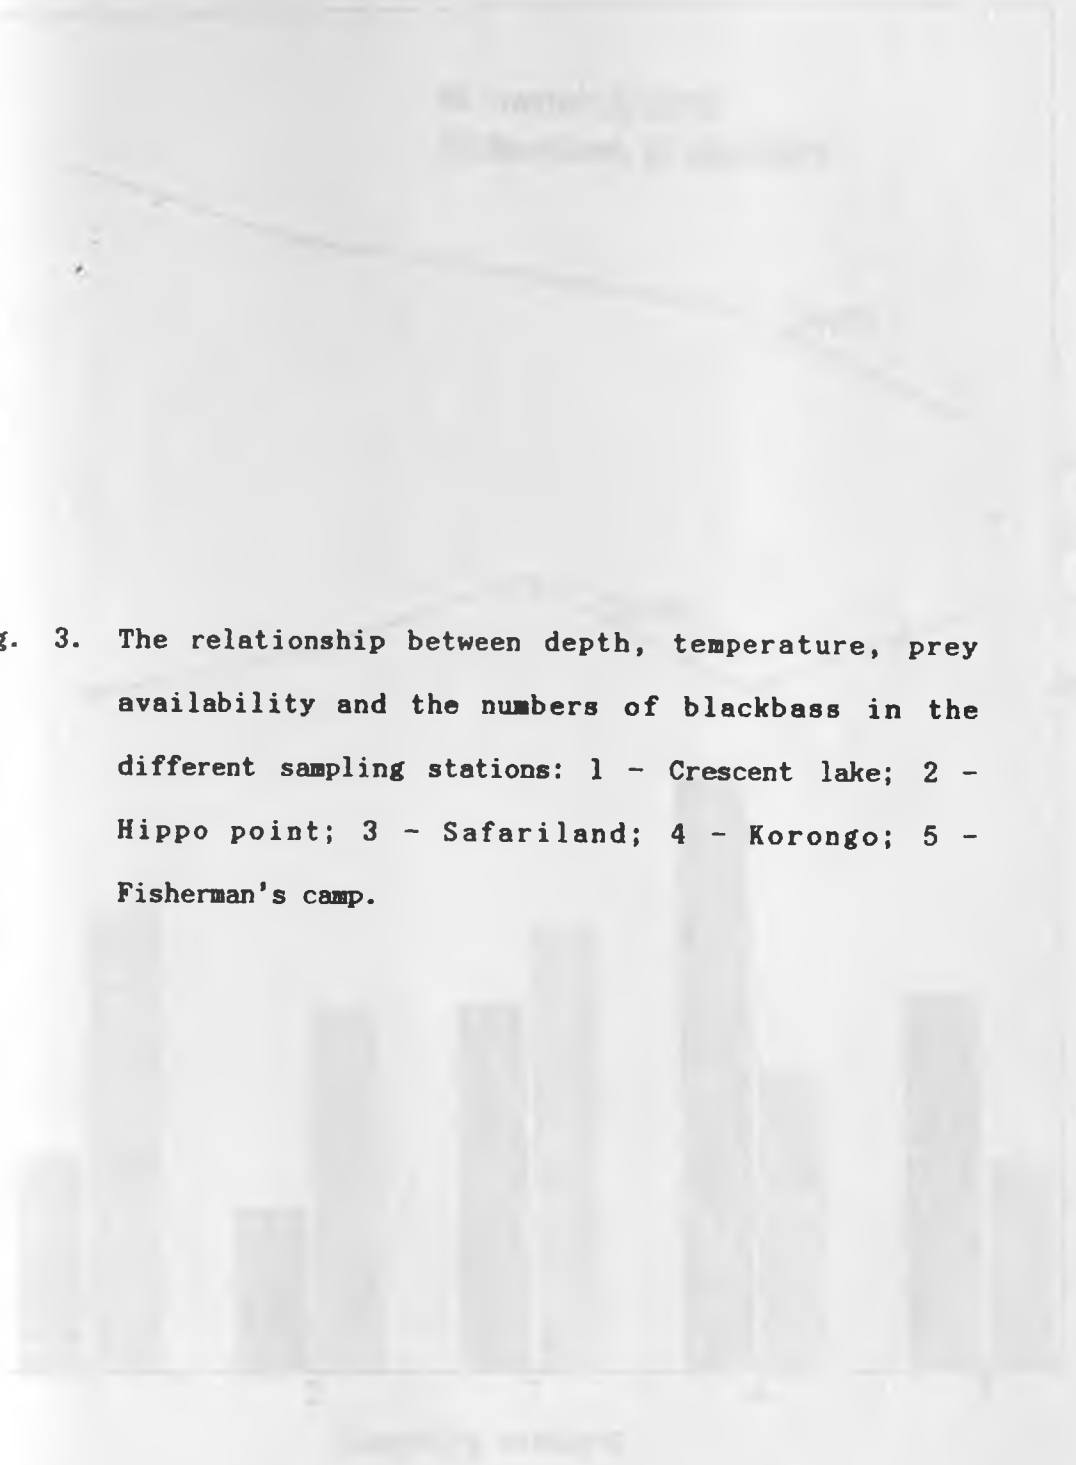 g. 3. The relationship between depth, temperature, prey
availability and the numbers of blackbass in the
different sampling stations: 1 - Crescent lake; 2 -
Hippo point; 3 - Safariland; 4 - Korongo; 5 -
Fisherman's camp.